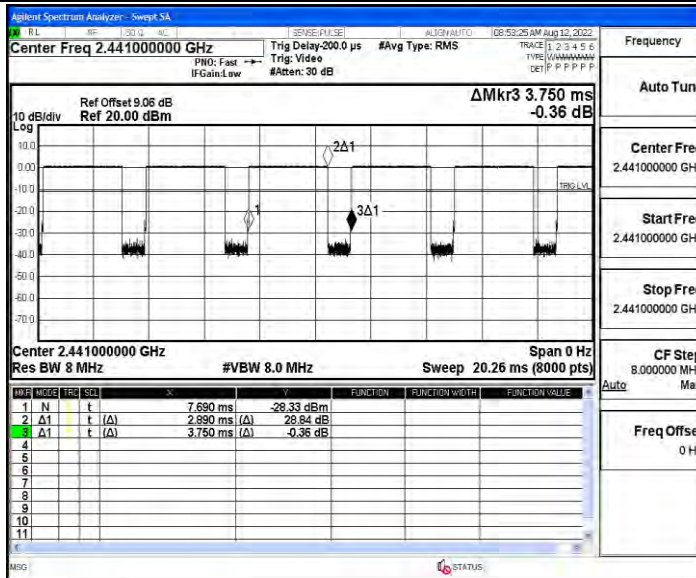 Agilent Spectrum Analyzer - Swept SA
RL RF 50 Ω AC SENSE:PULSE ALIGN AUTO 08:53:25 AM Aug 12, 2022
Center Freq 2.441000000 GHz
PNO: Fast
IFGain:Low
Trig Delay-200.0 µs
Trig: Video
#Atten: 30 dB
#Avg Type: RMS
TRACE 1 2 3 4 5 6
TYPE WWWWWW
DET P P P P P P
Frequency
Auto Tun
Center Fre
2.441000000 GH
Start Fre
2.441000000 GH
Stop Fre
2.441000000 GH
CF Step
8.000000 MH
Auto Ma
Freq Offse
0 H
ΔMkr3 3.750 ms
-0.36 dB
Ref Offset 9.06 dB
Ref 20.00 dBm
10 dB/div
Log
10.0
0.00
-10.0
-20.0
-30.0
-40.0
-50.0
-60.0
-70.0
2Δ1
1
3Δ1
TRIG LVL
Center 2.441000000 GHz Span 0 Hz
Res BW 8 MHz #VBW 8.0 MHz Sweep 20.26 ms (8000 pts)
MKR MODE TRC SCL X Y FUNCTION FUNCTION WIDTH FUNCTION VALUE
1 N t 7.690 ms -28.33 dBm
2 Δ1 t (Δ) 2.890 ms (Δ) 28.84 dB
3 Δ1 t (Δ) 3.750 ms (Δ) -0.36 dB
4
5
6
7
8
9
10
11
MSG STATUS